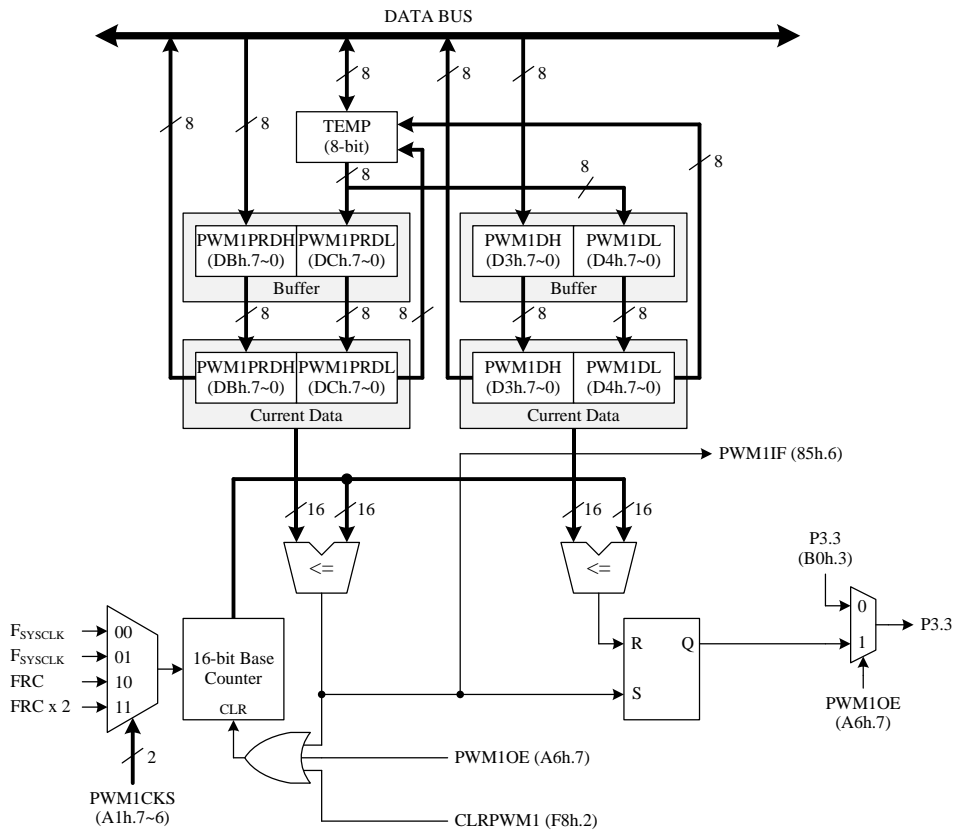 DATA BUS
8
8
8
8
8
8
8
TEMP
(8-bit)
8
8
PWM1PRDH
(DBh.7~0)
PWM1PRDL
(DCh.7~0)
Buffer
PWM1DH
(D3h.7~0)
PWM1DL
(D4h.7~0)
Buffer
8
8
8
8
8
PWM1PRDH
(DBh.7~0)
PWM1PRDL
(DCh.7~0)
Current Data
PWM1DH
(D3h.7~0)
PWM1DL
(D4h.7~0)
Current Data
PWM1IF (85h.6)
16
16
16
16
<=
<=
P3.3
(B0h.3)
0
1
P3.3
PWM1OE
(A6h.7)
FSYSCLK
FSYSCLK
FRC
FRC x 2
00
01
10
11
2
PWM1CKS
(A1h.7~6)
16-bit Base
Counter
CLR
R
Q
S
PWM1OE (A6h.7)
CLRPWM1 (F8h.2)